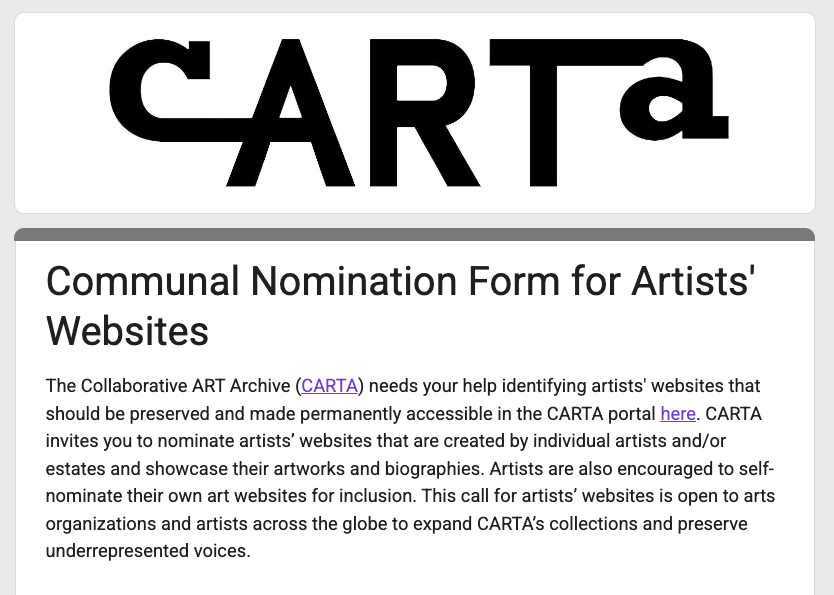 CARTa
Communal Nomination Form for Artists'
Websites
The Collaborative ART Archive (CARTA) needs your help identifying artists' websites that
should be preserved and made permanently accessible in the CARTA portal here. CARTA
invites you to nominate artists’ websites that are created by individual artists and/or
estates and showcase their artworks and biographies. Artists are also encouraged to self-
nominate their own art websites for inclusion. This call for artists’ websites is open to arts
organizations and artists across the globe to expand CARTA’s collections and preserve
underrepresented voices.